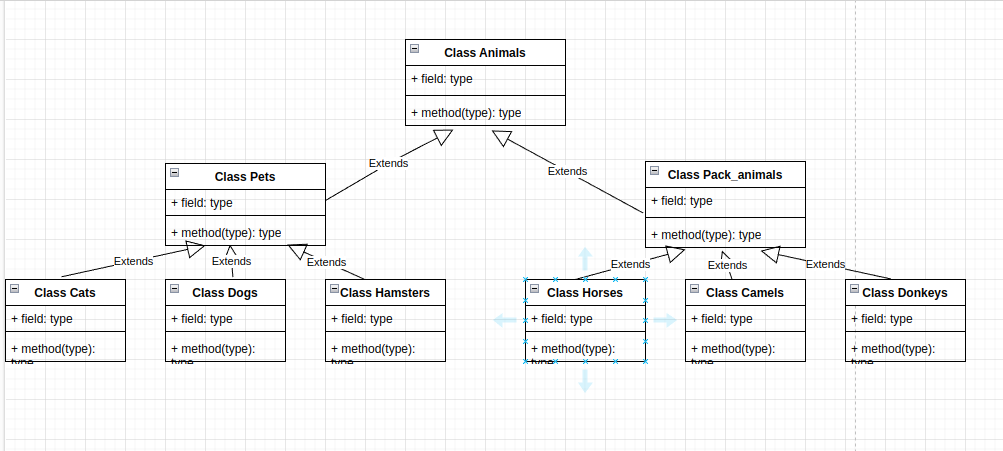 Class Animals
+ field: type
+ method(type): type
Extends
Extends
Class Pets
+ field: type
+ method(type): type
Class Pack_animals
+ field: type
+ method(type): type
Extends
Extends
Extends
Extends
Extends
Extends
Class Cats
+ field: type
+ method(type):
type
Class Dogs
+ field: type
+ method(type):
type
Class Hamsters
+ field: type
+ method(type):
type
Class Horses
+ field: type
+ method(type):
type
Class Camels
+ field: type
+ method(type):
type
Class Donkeys
+ field: type
+ method(type):
type